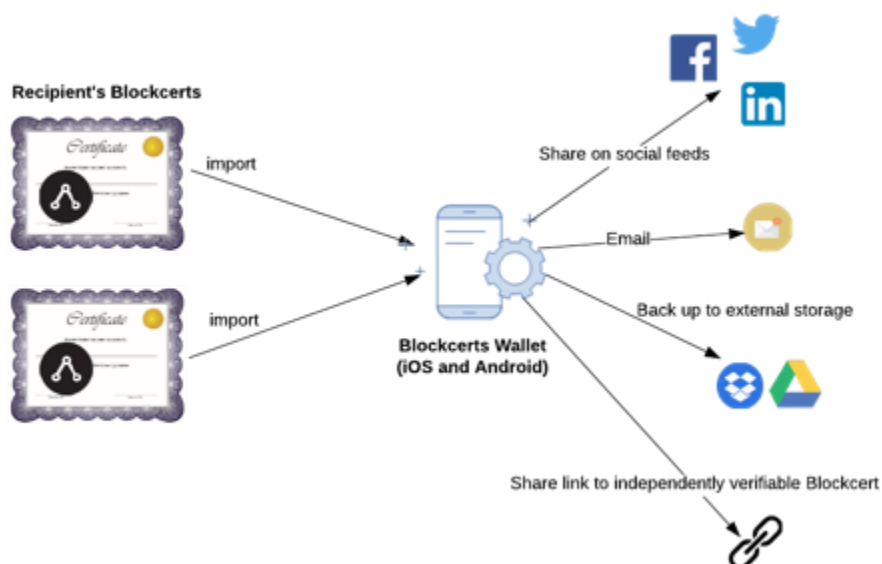 Recipient's Blockcerts
Certificate
import
Certificate
import
Blockcerts Wallet
(iOS and Android)
Share on social feeds
Email
Back up to external storage
Share link to independently verifiable Blockcert
f
in